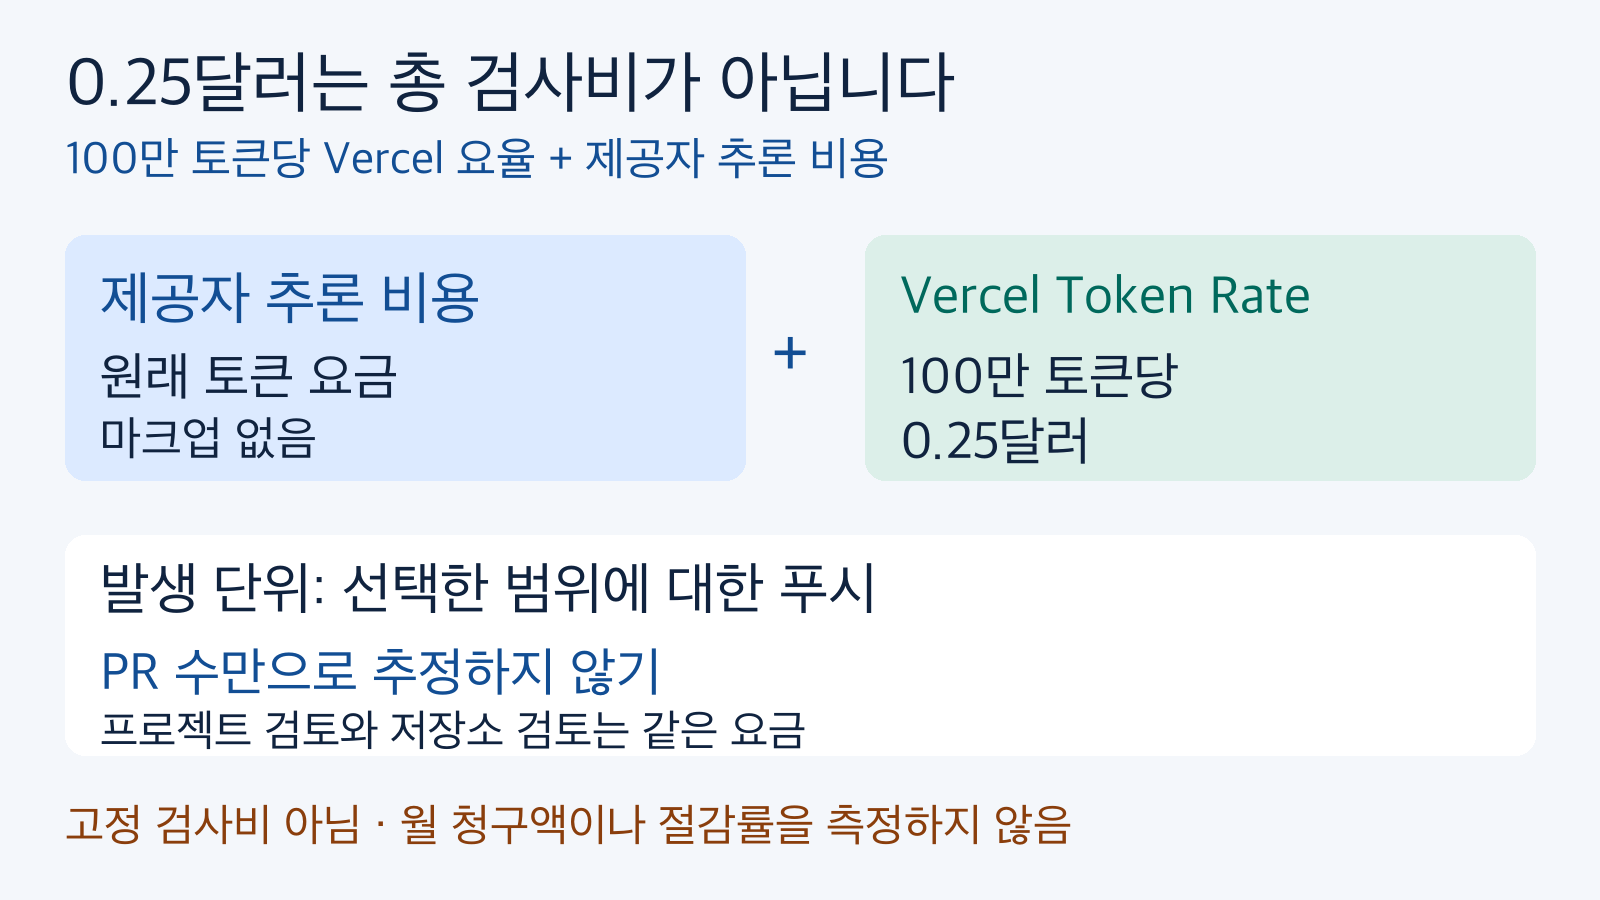 0.25달러는 총 검사비가 아닙니다
100만 토큰당 Vercel 요율 + 제공자 추론 비용
제공자 추론 비용
원래 토큰 요금
마크업 없음
+
Vercel Token Rate
100만 토큰당
0.25달러
발생 단위: 선택한 범위에 대한 푸시
PR 수만으로 추정하지 않기
프로젝트 검토와 저장소 검토는 같은 요금
고정 검사비 아님 · 월 청구액이나 절감률을 측정하지 않음